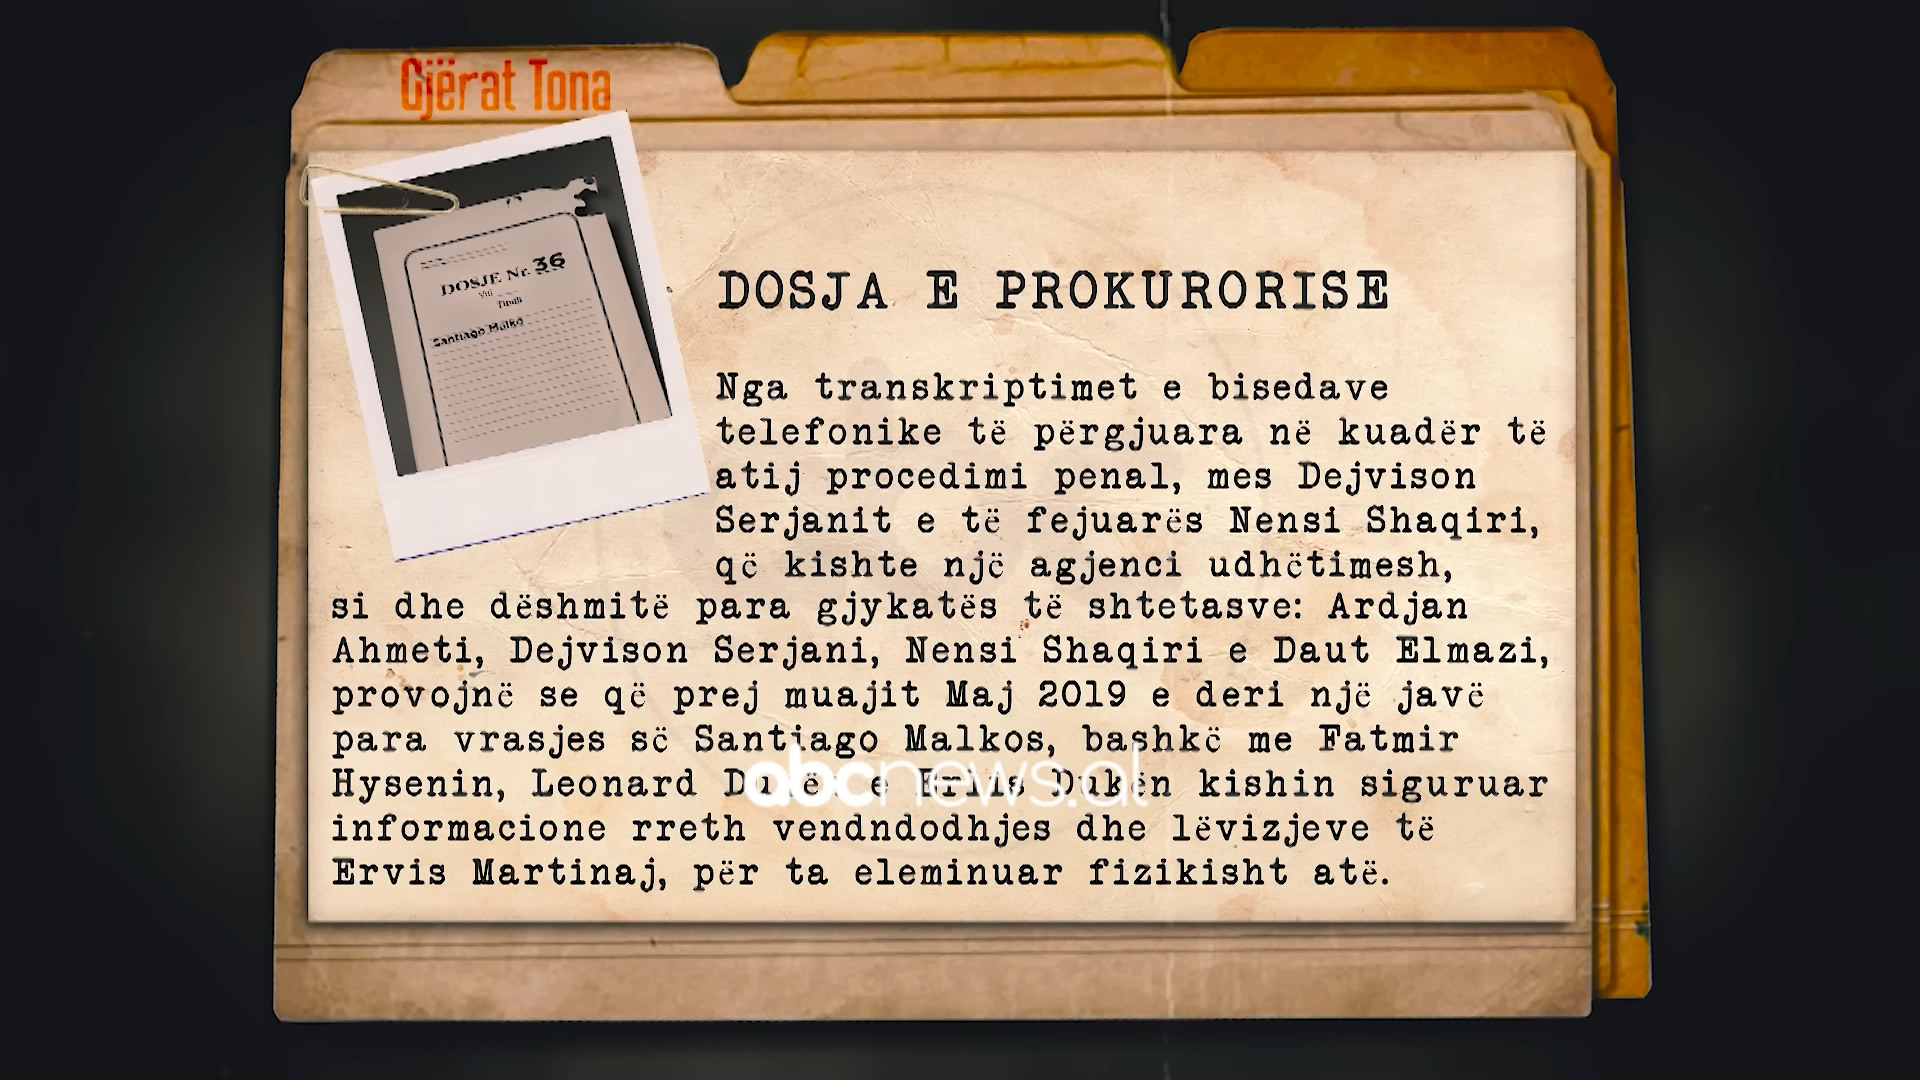 Gjërat Tona
DOSJE Nr. 36
Viti
Tipali
Santiago Malko
DOSJA E PROKURORISE
Nga transkriptimet e bisedave
telefonike të përgjuara në kuadër të
atij procedimi penal, mes Dejvison
Serjanit e të fejuarës Nensi Shaqiri,
që kishte një agjenci udhëtimesh,
si dhe dëshmitë para gjykatës të shtetasve: Ardjan
Ahmeti, Dejvison Serjani, Nensi Shaqiri e Daut Elmazi,
provojnë se që prej muajit Maj 2019 e deri një javë
para vrasjes së Santiago Malkos, bashkë me Fatmir
Hysenin, Leonard e Dukën kishin siguruar
abcnews.al
informacione rreth vendndodhjes dhe lëvizjeve të
Ervis Martinaj, për ta eleminuar fizikisht atë.